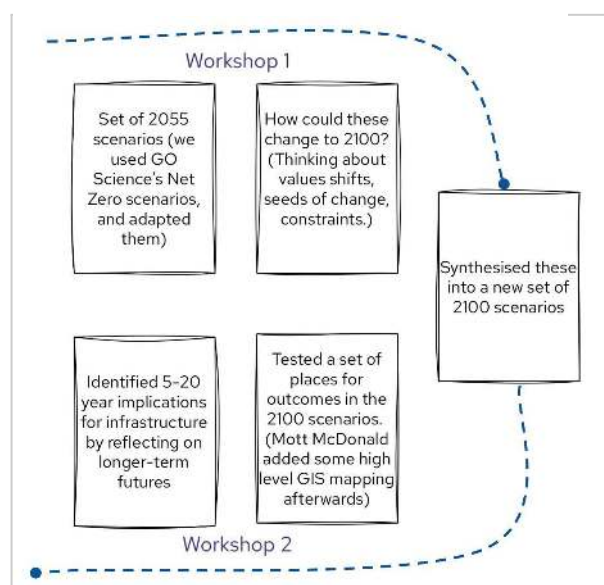 Workshop 1
Set of 2055
scenarios (we
used GO
Science's Net
Zero scenarios,
and adapted
them)
How could these
change to 2100?
(Thinking about
values shifts,
seeds of change,
constraints.)
Synthesised these
into a new set of
2100 scenarios
Identified 5-20
year implications
for infrastructure
by reflecting on
longer-term
futures
Tested a set of
places for
outcomes in the
2100 scenarios.
(Mott McDonald
added some high
level GIS mapping
afterwards)
Workshop 2